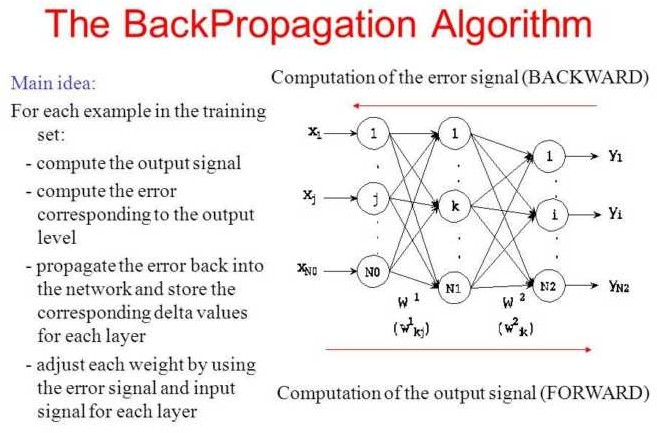 The BackPropagation Algorithm
Main idea:
For each example in the training
set:
- compute the output signal
- compute the error
corresponding to the output
level
- propagate the error back into
the network and store the
corresponding delta values
for each layer
- adjust each weight by using
the error signal and input
signal for each layer
Computation of the error signal (BACKWARD)
x1 1 1 1 y1
xj j k i yi
xN0 N0 N1 N2 yN2
W 1 W 2
(w1kj) (w2k)
Computation of the output signal (FORWARD)